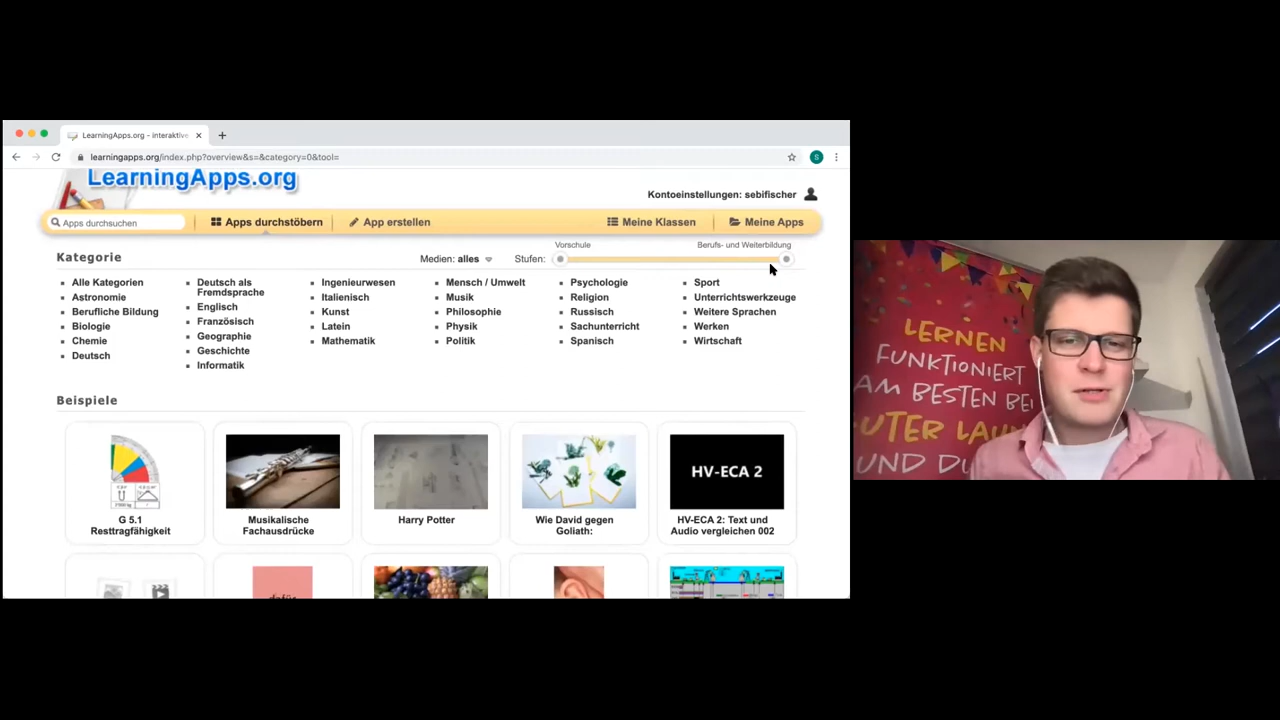 LearningApps.org - interaktive
learningapps.org/index.php?overview&s=&category=0&tool=
S
LearningApps.org
Kontoeinstellungen: sebifischer
Apps durchsuchen
Apps durchstöbern
App erstellen
Meine Klassen
Meine Apps
Kategorie
Medien: alles
Stufen:
Vorschule
Berufs- und Weiterbildung
Alle Kategorien
Astronomie
Berufliche Bildung
Biologie
Chemie
Deutsch
Deutsch als
Fremdsprache
Englisch
Französisch
Geographie
Geschichte
Informatik
Ingenieurwesen
Italienisch
Kunst
Latein
Mathematik
Mensch / Umwelt
Musik
Philosophie
Physik
Politik
Psychologie
Religion
Russisch
Sachunterricht
Spanisch
Sport
Unterrichtswerkzeuge
Weitere Sprachen
Werken
Wirtschaft
Beispiele
G 5.1
Resttragfähigkeit
Musikalische
Fachausdrücke
Harry Potter
Wie David gegen
Goliath:
HV-ECA 2
HV-ECA 2: Text und
Audio vergleichen 002
LERNEN
FUNKTIONIERT
AM BESTEN BEI
GUTER LAU
UND DU